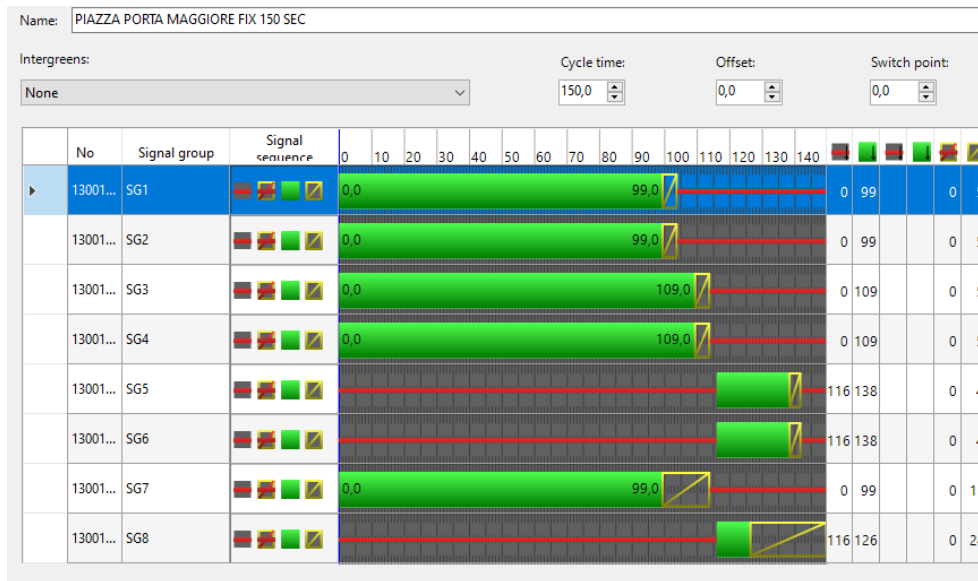 Name: PIAZZA PORTA MAGGIORE FIX 150 SEC
Intergreens: Cycle time: Offset: Switch point:
None 150,0 0,0 0,0
No Signal group Signal sequence 0 10 20 30 40 50 60 70 80 90 100 110 120 130 140
13001... SG1 0,0 99,0 0 99 0
13001... SG2 0,0 99,0 0 99 0
13001... SG3 0,0 109,0 0 109 0
13001... SG4 0,0 109,0 0 109 0
13001... SG5 116 138 0
13001... SG6 116 138 0
13001... SG7 0,0 99,0 0 99 0 1
13001... SG8 116 126 0 2